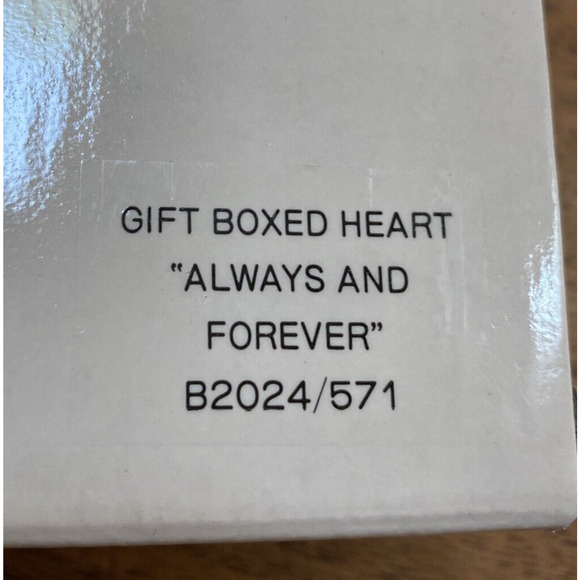 GIFT BOXED HEART
"ALWAYS AND
FOREVER"
B2024/571